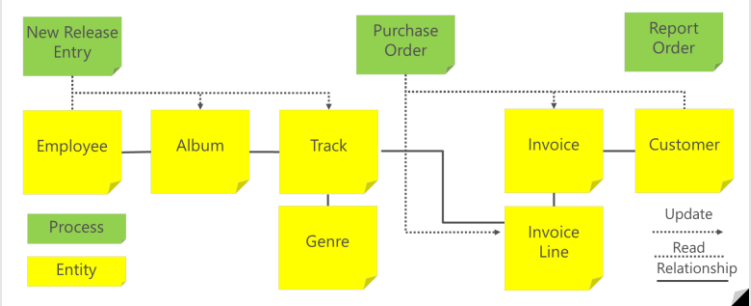 New Release
Entry
Purchase
Order
Report
Order
Employee
Album
Track
Invoice
Customer
Process
Entity
Genre
Invoice
Line
Update
Read
Relationship